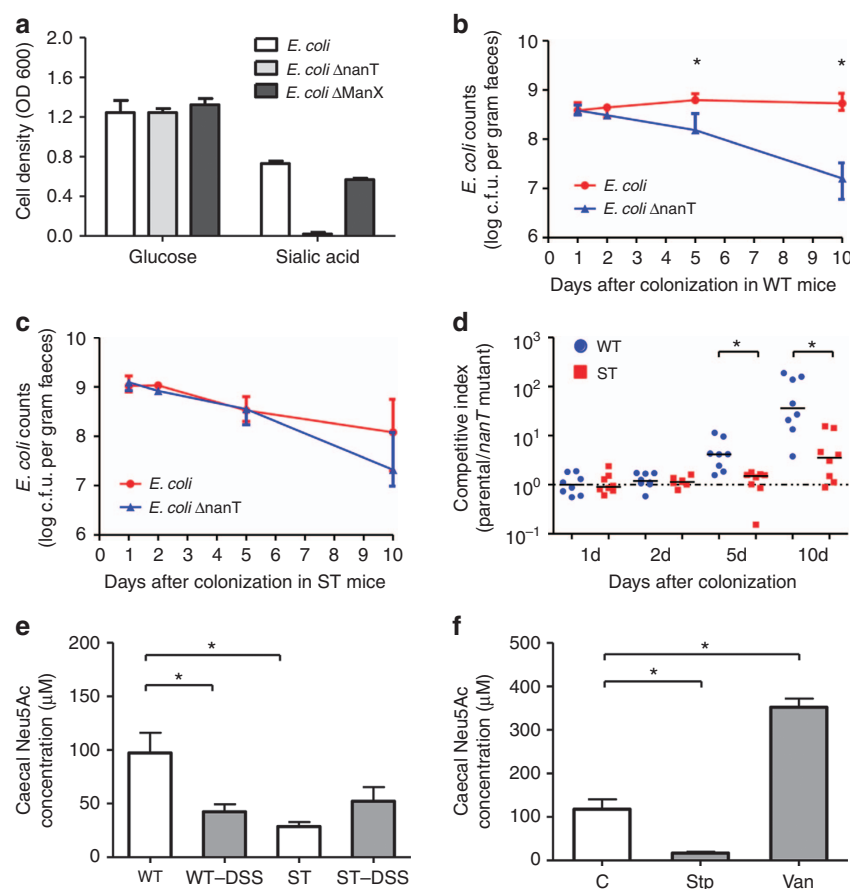 a
Cell density (OD 600)
2.0
1.6
1.2
0.8
0.4
0.0
E. coli
E. coli ΔnanT
E. coli ΔManX
Glucose
Sialic acid
b
E. coli counts
(log c.f.u. per gram faeces)
10
9
8
7
6
*
*
E. coli
E. coli ΔnanT
0 1 2 3 4 5 6 7 8 9 10
Days after colonization in WT mice
c
E. coli counts
(log c.f.u. per gram faeces)
10
9
8
7
6
E. coli
E. coli ΔnanT
0 1 2 3 4 5 6 7 8 9 10
Days after colonization in ST mice
d
Competitive index
(parental/nanT mutant)
10³
10²
10¹
10⁰
10⁻¹
WT
ST
*
*
1d 2d 5d 10d
Days after colonization
e
Caecal Neu5Ac
concentration (μM)
200
150
100
50
0
*
*
WT WT–DSS ST ST–DSS
f
Caecal Neu5Ac
concentration (μM)
500
400
300
200
100
0
*
*
C Stp Van